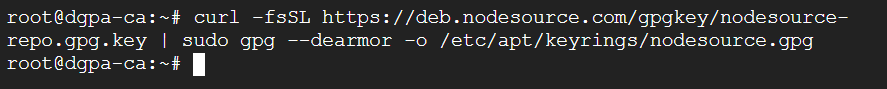 root@dgpa-ca:~# curl -fsSL https://deb.nodesource.com/gpgkey/nodesource-
repo.gpg.key | sudo gpg --dearmor -o /etc/apt/keyrings/nodesource.gpg
root@dgpa-ca:~#